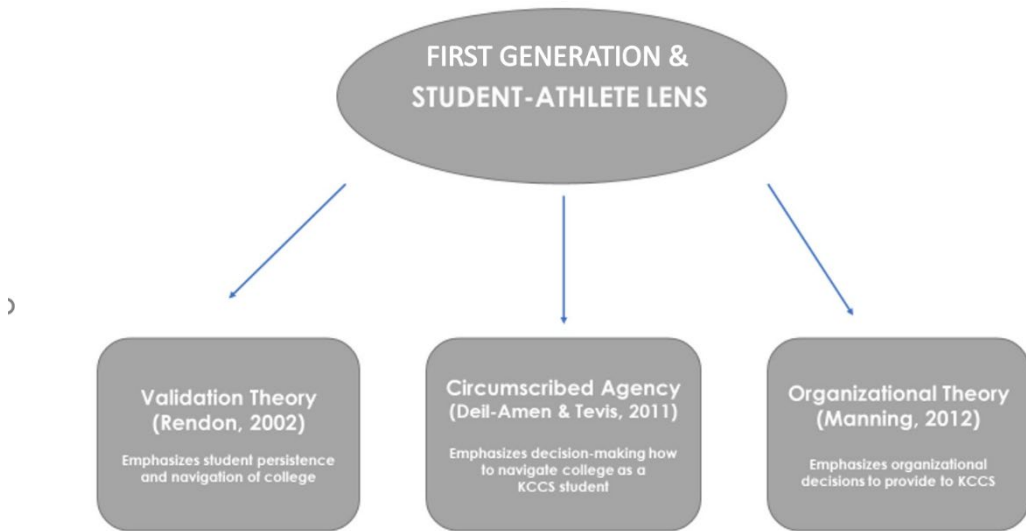 FIRST GENERATION &
STUDENT-ATHLETE LENS
Validation Theory
(Rendon, 2002)
Emphasizes student persistence
and navigation of college
Circumscribed Agency
(Deil-Amen & Tevis, 2011)
Emphasizes decision-making how
to navigate college as a
KCCS student
Organizational Theory
(Manning, 2012)
Emphasizes organizational
decisions to provide to KCCS